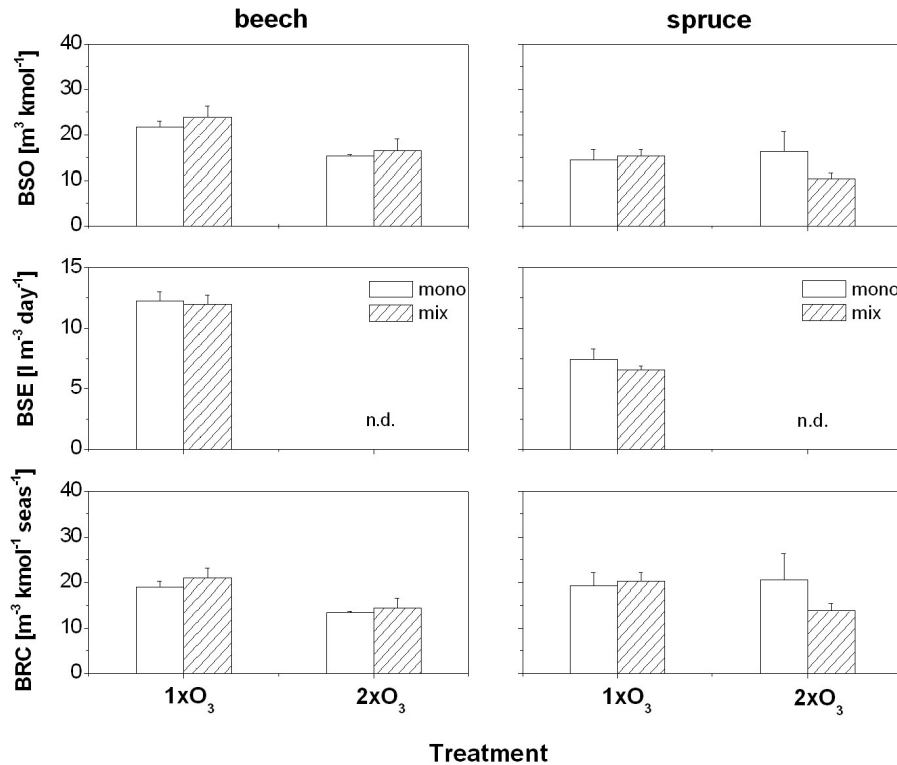 beech spruce
BSO [m³ kmol⁻¹]
40
30
20
10
0
BSE [l m⁻³ day⁻¹]
15
10
5
0
mono
mix
n.d.
mono
mix
n.d.
BRC [m⁻³ kmol⁻¹ seas⁻¹]
40
30
20
10
0
1xO₃ 2xO₃ 1xO₃ 2xO₃
Treatment